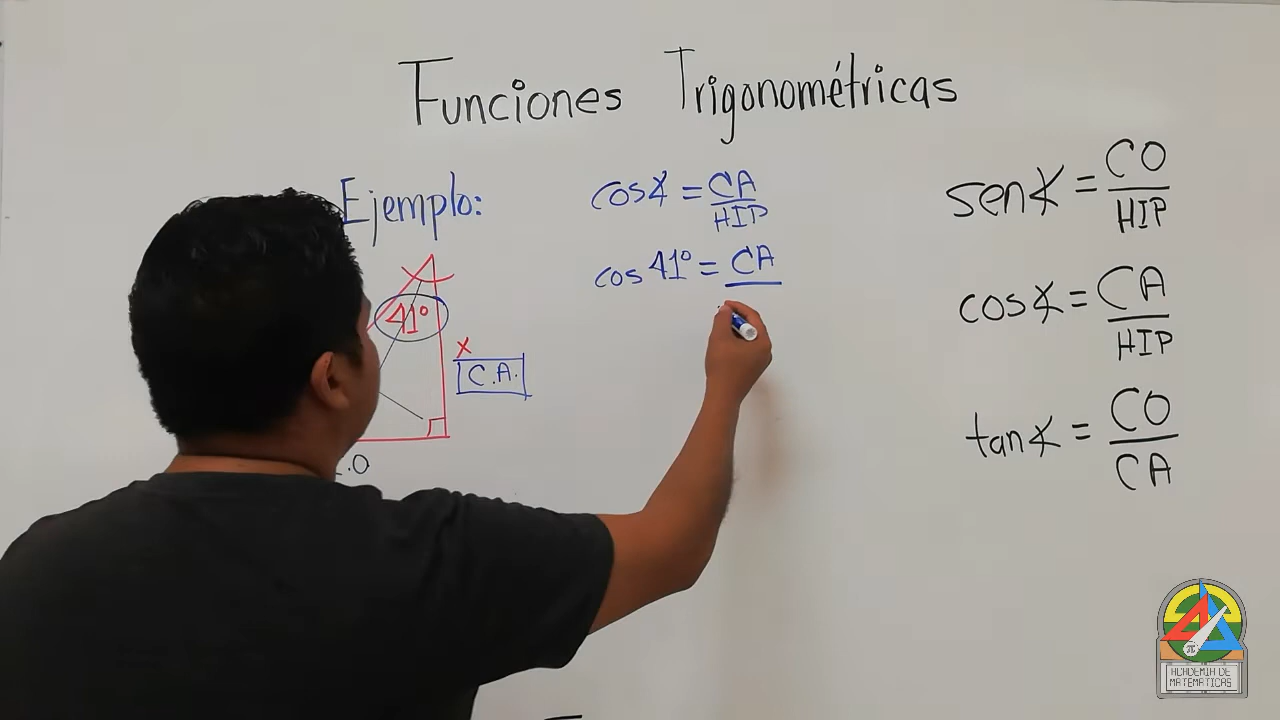 Funciones Trigonométricas
Ejemplo:
cos∡ = CA/HIP
cos 41° = CA
41°
x
C.A.
.O
sen∡ = CO/HIP
cos∡ = CA/HIP
tan∡ = CO/CA
π
ACADEMIA DE
MATEMATICAS